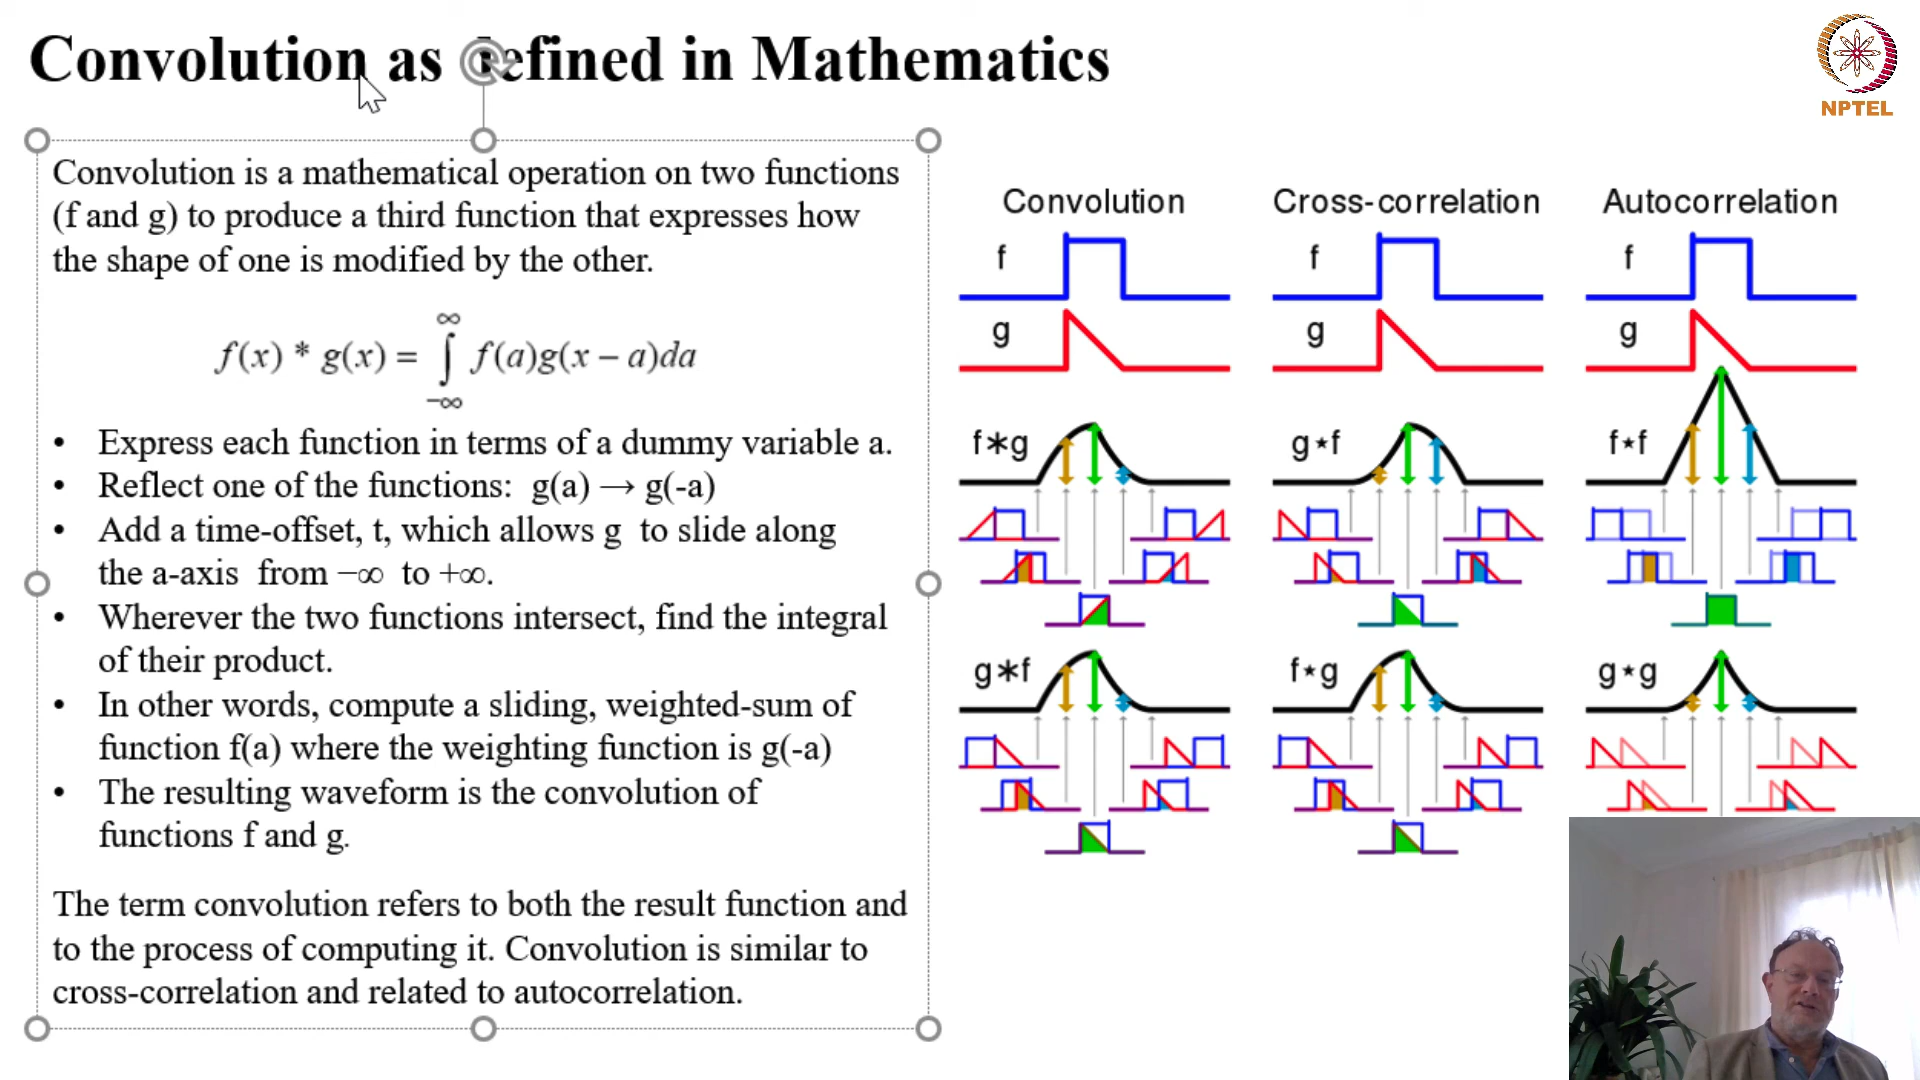 Convolution as defined in Mathematics
NPTEL
Convolution is a mathematical operation on two functions
(f and g) to produce a third function that expresses how
the shape of one is modified by the other.
f(x) * g(x) = ∫_{−∞}^{∞} f(a)g(x − a)da
• Express each function in terms of a dummy variable a.
• Reflect one of the functions: g(a) → g(-a)
• Add a time-offset, t, which allows g to slide along
the a-axis from −∞ to +∞.
• Wherever the two functions intersect, find the integral
of their product.
• In other words, compute a sliding, weighted-sum of
function f(a) where the weighting function is g(-a)
• The resulting waveform is the convolution of
functions f and g.
The term convolution refers to both the result function and
to the process of computing it. Convolution is similar to
cross-correlation and related to autocorrelation.
Convolution
f
g
f∗g
g∗f
Cross-correlation
f
g
g⋆f
f⋆g
Autocorrelation
f
g
f⋆f
g⋆g